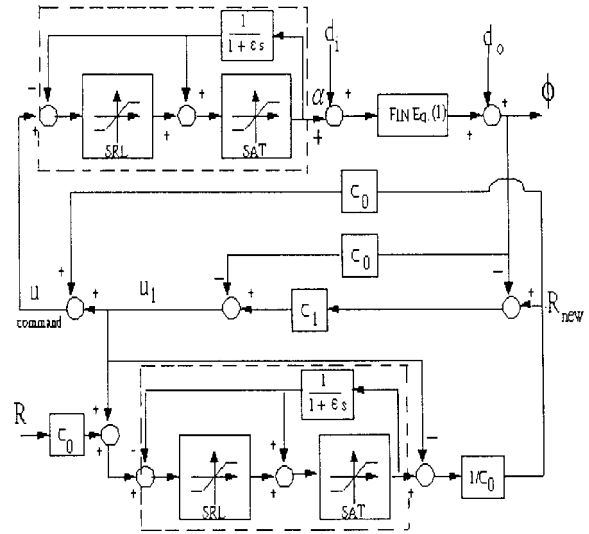 1
1 + εs
d_i
d_o
-
+
+
+
+
SRL
SAT
α
+
+
FIN Eq.(1)
+
+
ϕ
C_0
C_0
+
-
-
u
command
+
u_1
+
C_1
+
R_new
1
1 + εs
R
C_0
+
+
+
-
+
+
+
-
+
SRL
SAT
1/C_0